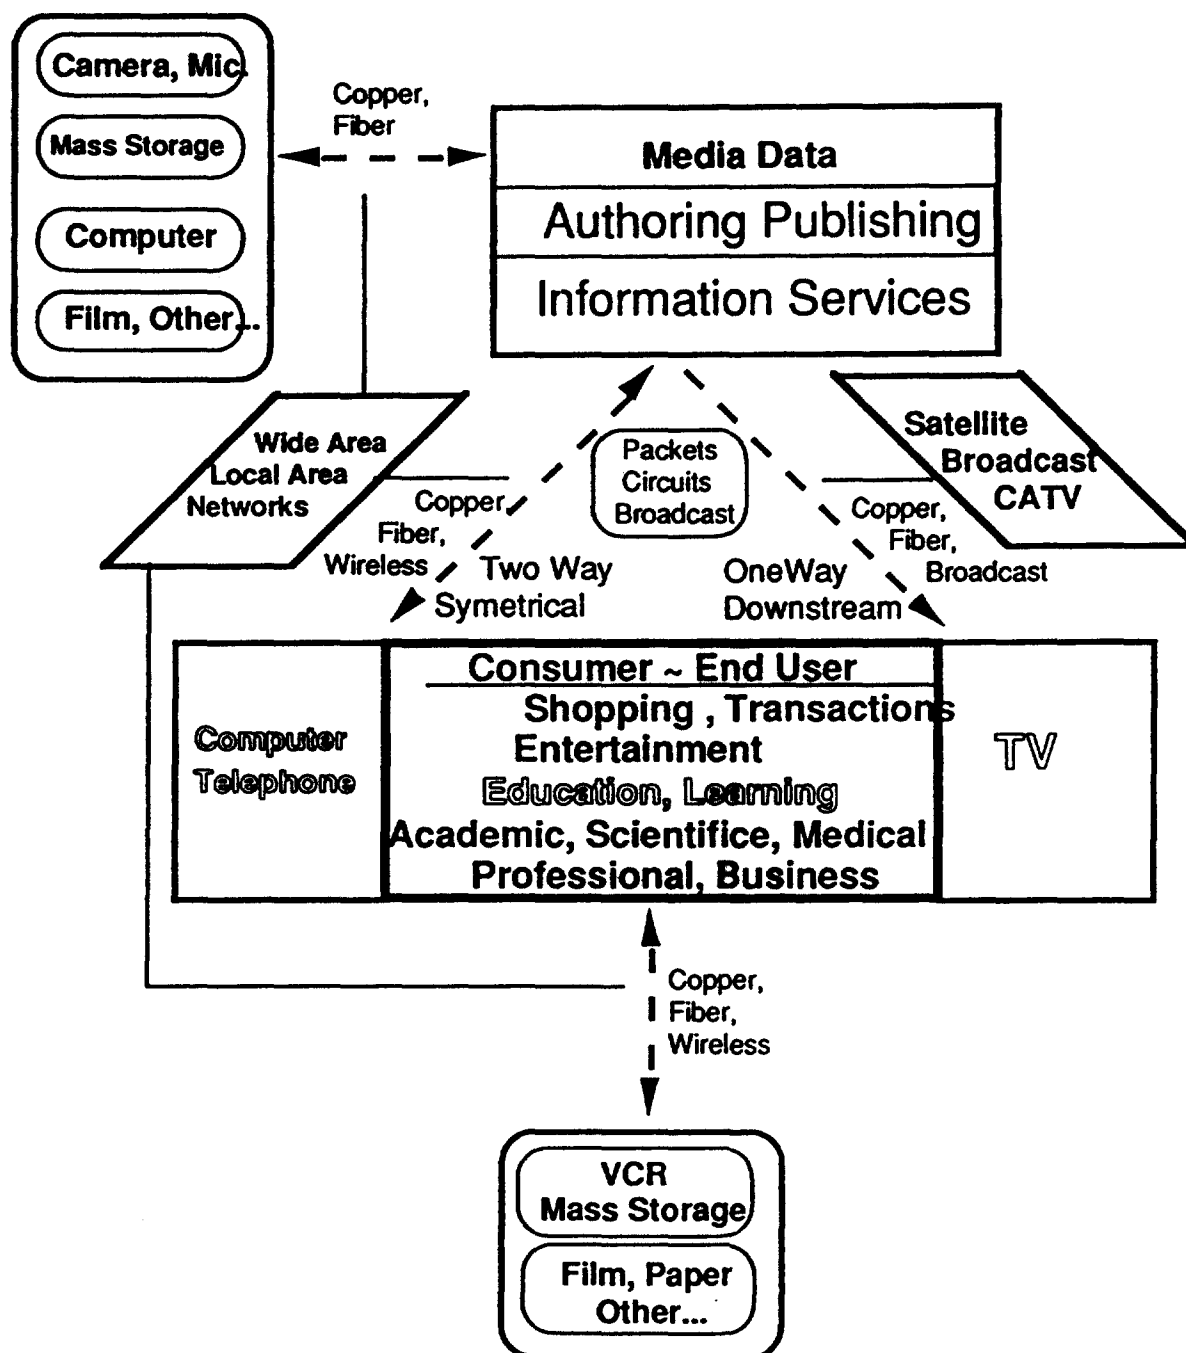 Camera, Mic.
Mass Storage
Computer
Film, Other...
Copper,
Fiber
Media Data
Authoring Publishing
Information Services
Wide Area
Local Area
Networks
Copper,
Fiber,
Wireless
Two Way
Symetrical
Packets
Circuits
Broadcast
Satellite
Broadcast
CATV
Copper,
Fiber,
Broadcast
OneWay
Downstream
Computer
Telephone
Consumer ~ End User
Shopping , Transactions
Entertainment
Education, Learning
Academic, Scientifice, Medical
Professional, Business
TV
Copper,
Fiber,
Wireless
VCR
Mass Storage
Film, Paper
Other...